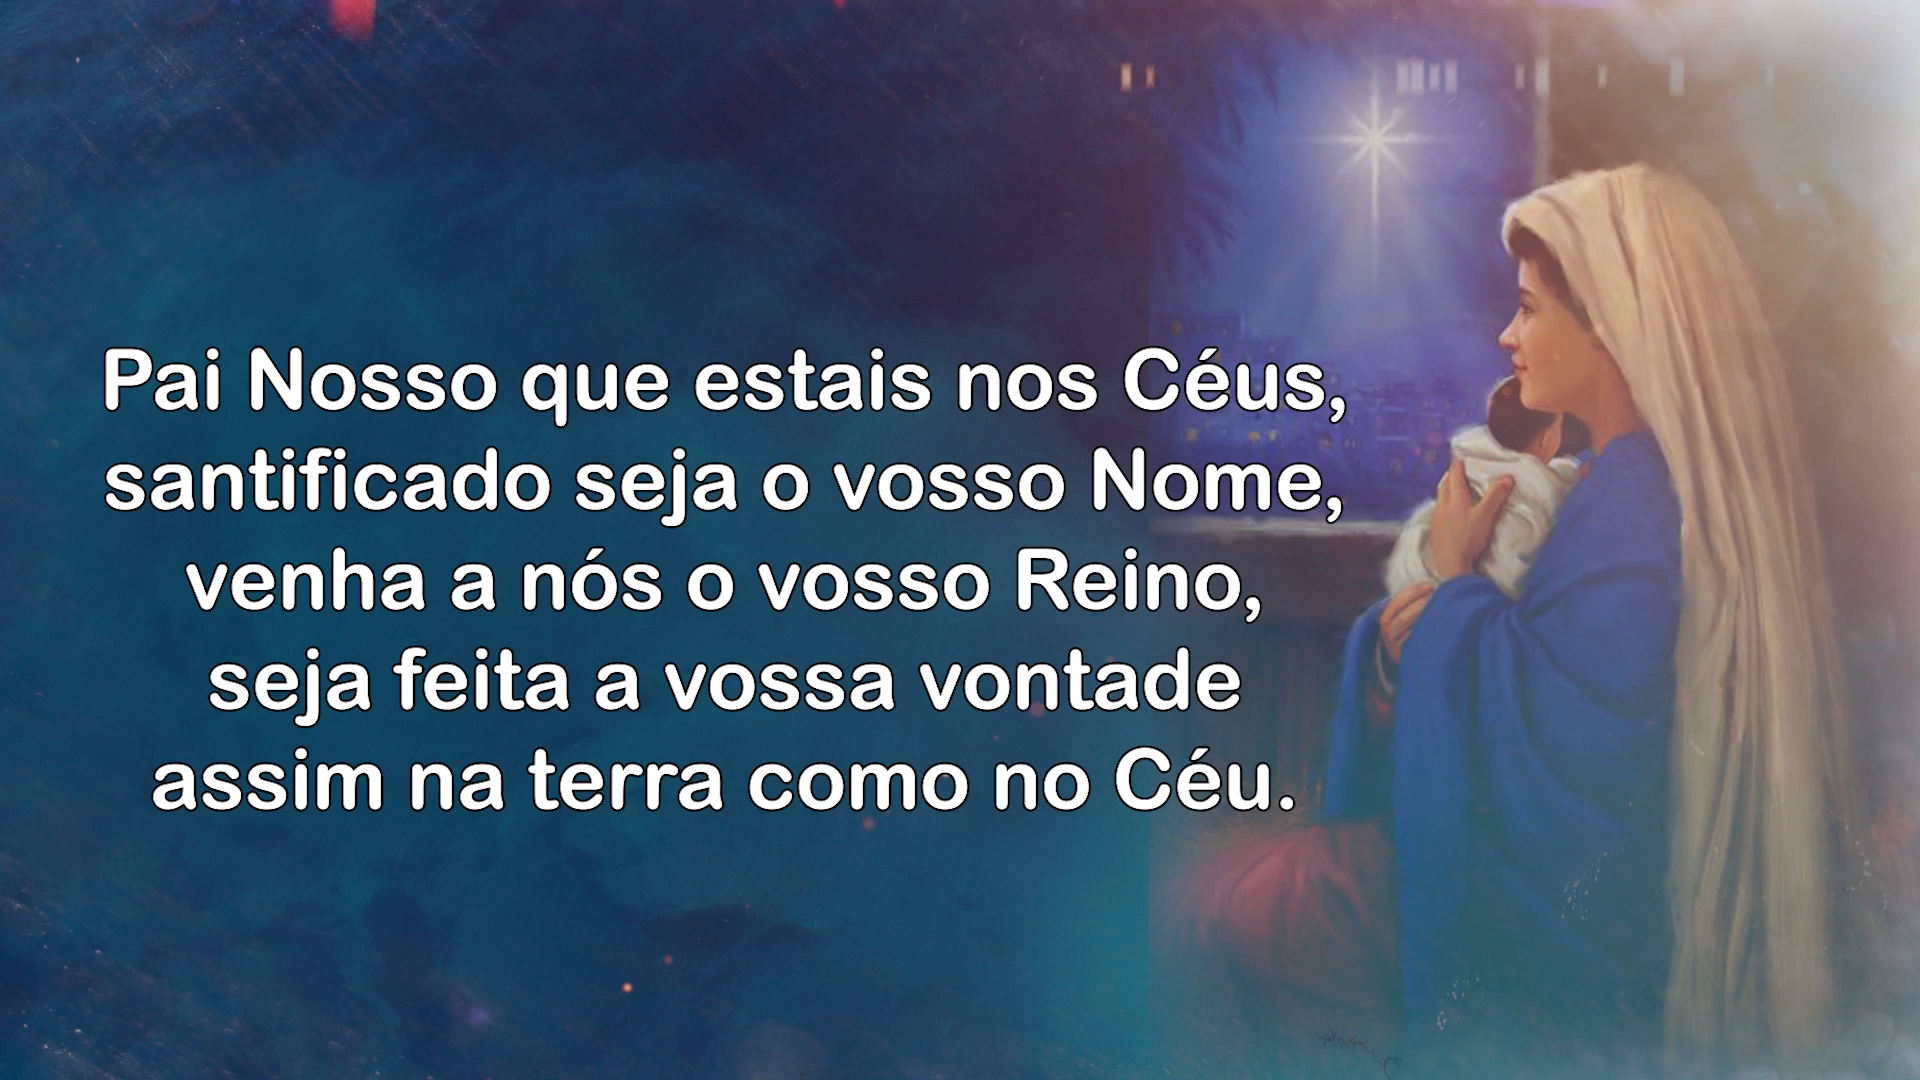 Pai Nosso que estais nos Céus,
santificado seja o vosso Nome,
venha a nós o vosso Reino,
seja feita a vossa vontade
assim na terra como no Céu.